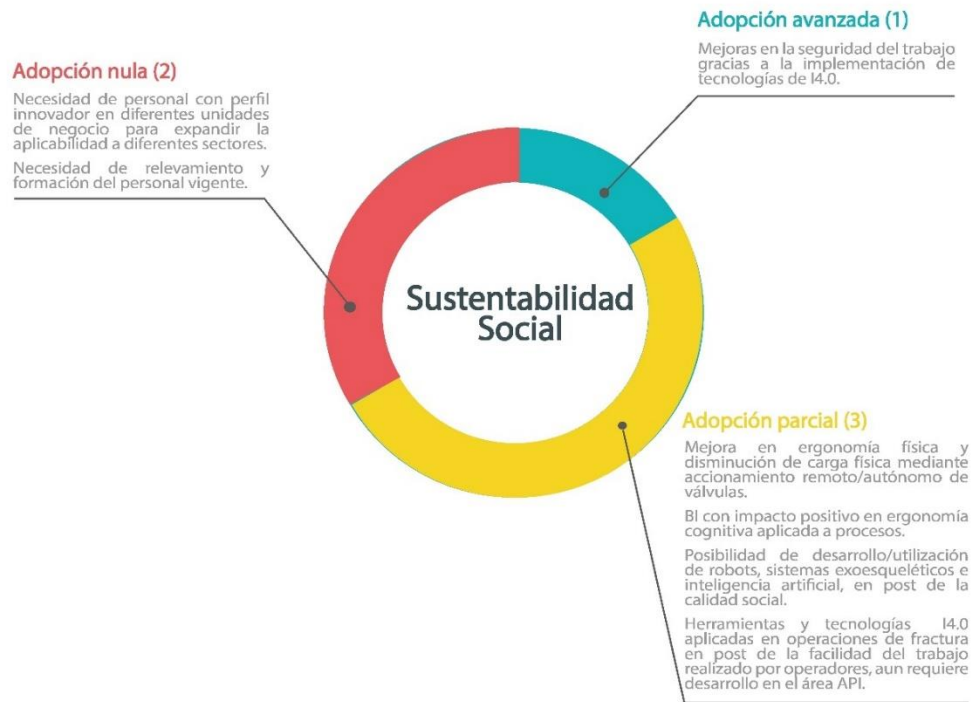 Adopción avanzada (1)
Mejoras en la seguridad del trabajo
gracias a la implementación de
tecnologías de I4.0.
Adopción nula (2)
Necesidad de personal con perfil
innovador en diferentes unidades
de negocio para expandir la
aplicabilidad a diferentes sectores.
Necesidad de relevamiento y
formación del personal vigente.
Sustentabilidad
Social
Adopción parcial (3)
Mejora en ergonomía física y
disminución de carga física mediante
accionamiento remoto/autónomo de
válvulas.
BI con impacto positivo en ergonomía
cognitiva aplicada a procesos.
Posibilidad de desarrollo/utilización
de robots, sistemas exoesqueléticos e
inteligencia artificial, en post de la
calidad social.
Herramientas y tecnologías I4.0
aplicadas en operaciones de fractura
en post de la facilidad del trabajo
realizado por operadores, aun requiere
desarrollo en el área API.